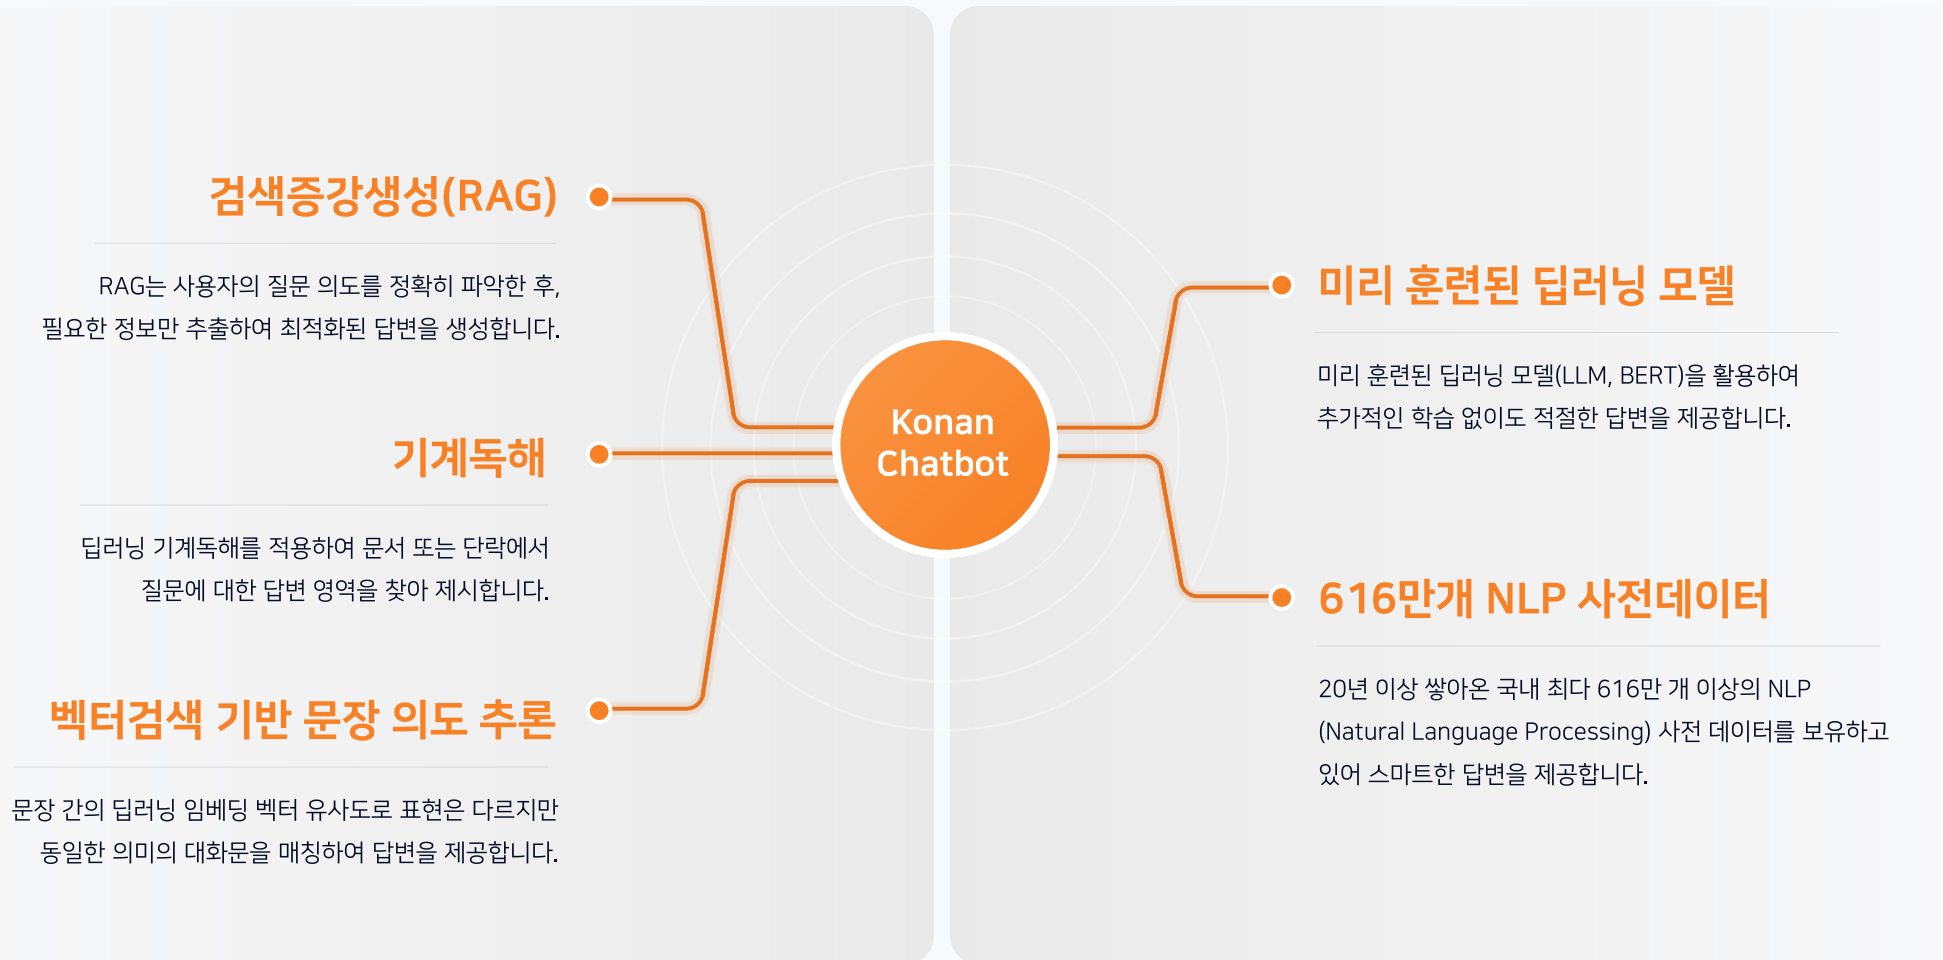 검색증강생성(RAG)
RAG는 사용자의 질문 의도를 정확히 파악한 후,
필요한 정보만 추출하여 최적화된 답변을 생성합니다.
기계독해
딥러닝 기계독해를 적용하여 문서 또는 단락에서
질문에 대한 답변 영역을 찾아 제시합니다.
벡터검색 기반 문장 의도 추론
문장 간의 딥러닝 임베딩 벡터 유사도로 표현은 다르지만
동일한 의미의 대화문을 매칭하여 답변을 제공합니다.
Konan
Chatbot
미리 훈련된 딥러닝 모델
미리 훈련된 딥러닝 모델(LLM, BERT)을 활용하여
추가적인 학습 없이도 적절한 답변을 제공합니다.
616만개 NLP 사전데이터
20년 이상 쌓아온 국내 최다 616만 개 이상의 NLP
(Natural Language Processing) 사전 데이터를 보유하고
있어 스마트한 답변을 제공합니다.